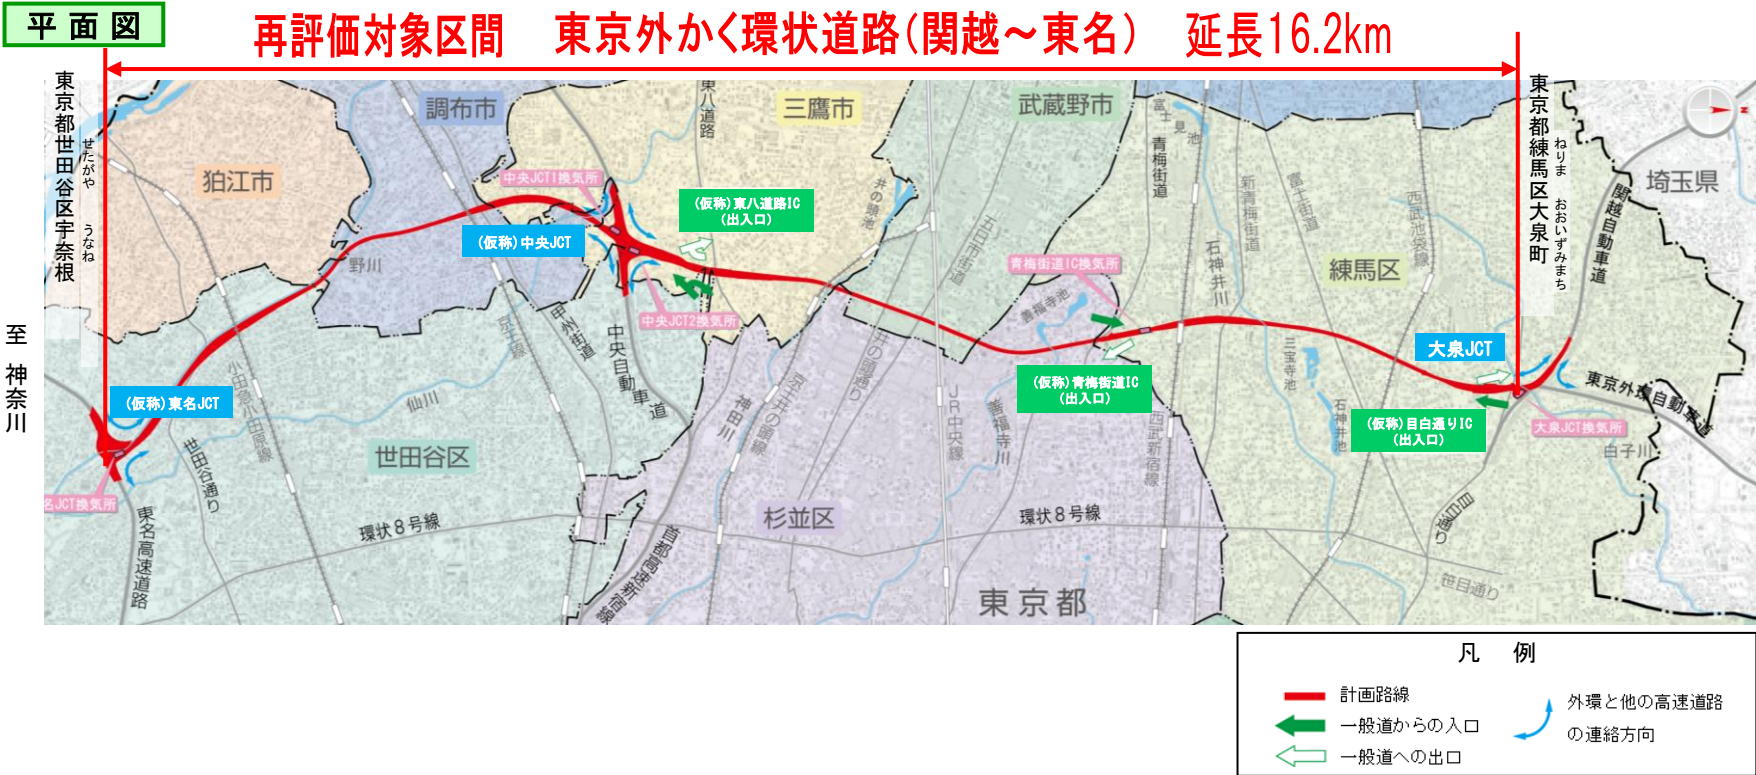 平面図
再評価対象区間 東京外かく環状道路(関越～東名) 延長16.2km
東京都世田谷区宇奈根
せたがや うなね
至 神奈川
東京都練馬区大泉町
ねりま おおいずみまち
埼玉県
狛江市
調布市
三鷹市
武蔵野市
練馬区
世田谷区
杉並区
東京都
東八道路
中央JCT1換気所
(仮称)中央JCT
(仮称)東八道路IC
(出入口)
中央JCT2換気所
井の頭池
野川
仙川
京王線
甲州街道
中央自動車道
小田急小田原線
世田谷通り
(仮称)東名JCT
名JCT換気所
東名高速道路
環状8号線
首都高速新宿線
神田川
京王井の頭線
井の頭通り
五日市街道
JR中央線
善福寺川
善福寺池
青梅街道IC換気所
(仮称)青梅街道IC
(出入口)
西武新宿線
環状8号線
富士見池
青梅街道
石神井川
新青梅街道
富士街道
西武池袋線
三宝寺池
石神井池
大泉JCT
(仮称)目白通りIC
(出入口)
大泉JCT換気所
関越自動車道
東京外環自動車道
白子川
目白通り
笹目通り
N
凡例
計画路線
一般道からの入口
一般道への出口
外環と他の高速道路
の連絡方向